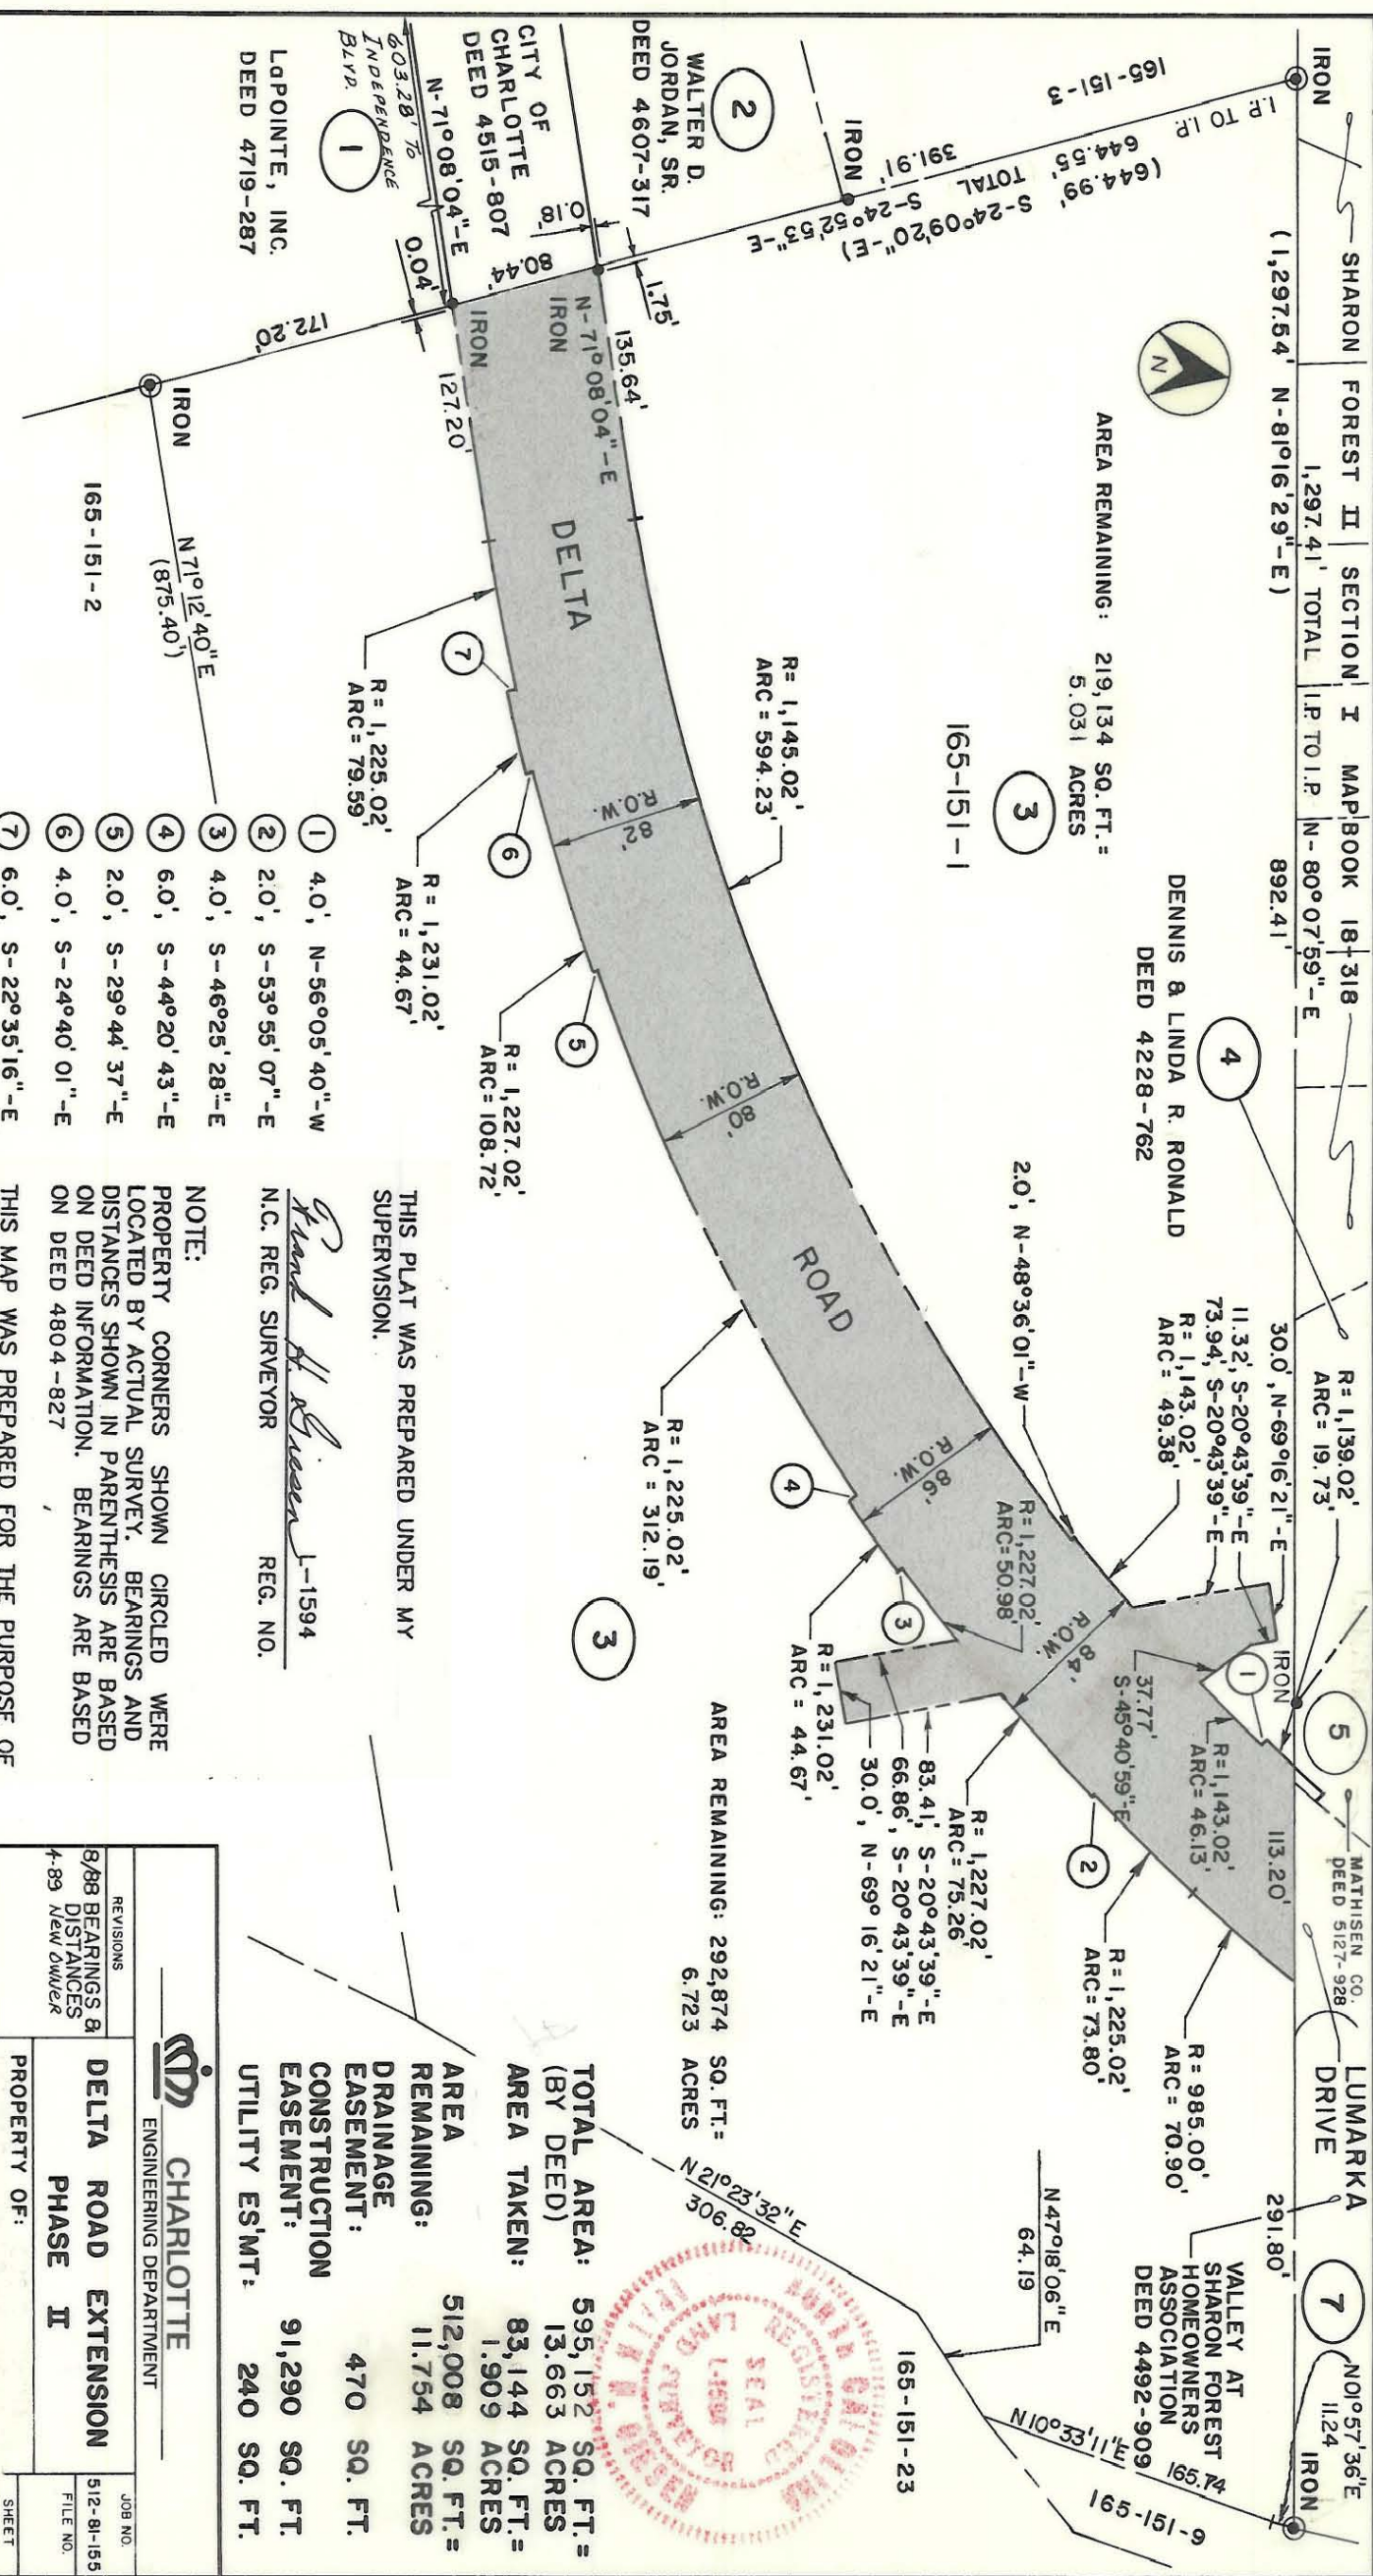 SHARON FOREST II SECTION I MAP BOOK 18-318
1,297.41' TOTAL I.P. TO I.P. N-80°07'59"-E
(1,297.54' N-81°16'29"-E)
892.41'
IRON
165-151-3
I.P. TO I.P.
(644.99'
644.55' TOTAL
S-24°09'20"-E)
391.91'
S-24°52'53"-E
IRON
WALTER D.
JORDAN, SR.
DEED 4607-317
2
CITY OF
CHARLOTTE
DEED 4515-807
N-71°08'04"-E
603.28' To
INDEPENDENCE
BLVD.
1
LaPOINTE, INC.
DEED 4719-287
0.18'
80.44'
0.04'
1.75'
172.20'
IRON
IRON
IRON
135.64'
N-71°08'04"-E
127.20'
N 71°12'40"E
(875.40')
165-151-2
N
AREA REMAINING: 219,134 SQ. FT.=
5.031 ACRES
3
165-151-1
DENNIS & LINDA R. RONALD
DEED 4228-762
4
R= 1,145.02'
ARC = 594.23'
DELTA
ROAD
82'
R.O.W.
80'
R.O.W.
86'
R.O.W.
84'
R.O.W.
7
R= 1,225.02'
ARC= 79.59'
6
R = 1,231.02'
ARC = 44.67'
5
R= 1,227.02'
ARC= 108.72'
R= 1,225.02'
ARC = 312.19'
4
3
R = 1,231.02'
ARC = 44.67'
R=1,227.02'
ARC=50.98'
2.0', N-48°36'01"-W
R= 1,139.02'
ARC= 19.73'
30.0', N-69°16'21"-E
11.32', S-20°43'39"-E
73.94', S-20°43'39"-E
R= 1,143.02'
ARC= 49.38'
IRON
1
37.77'
S-45°40'59"-E
R=1,143.02'
ARC= 46.13'
113.20'
5
MATHISEN CO.
DEED 5127-928
LUMARKA
DRIVE
R= 985.00'
ARC= 70.90'
2
R= 1,225.02'
ARC= 73.80'
R= 1,227.02'
ARC= 75.26'
83.41', S-20°43'39"-E
66.86', S-20°43'39"-E
30.0', N-69°16'21"-E
3
AREA REMAINING: 292,874 SQ. FT.=
6.723 ACRES
291.80'
VALLEY AT
SHARON FOREST
HOMEOWNERS
ASSOCIATION
DEED 4492-909
7
N01°57'36"E
11.24
IRON
N 10°33'11"E
165.74
165-151-9
165-151-23
N47°18'06"E
64.19
N 21°23'32"E
306.82
1 4.0', N-56°05'40"-W
2 2.0', S-53°55'07"-E
3 4.0', S-46°25'28"-E
4 6.0', S-44°20'43"-E
5 2.0', S-29°44'37"-E
6 4.0', S-24°40'01"-E
7 6.0', S-22°35'16"-E
THIS PLAT WAS PREPARED UNDER MY
SUPERVISION.
L-1594
N.C. REG. SURVEYOR REG. NO.
NOTE:
PROPERTY CORNERS SHOWN CIRCLED WERE
LOCATED BY ACTUAL SURVEY. BEARINGS AND
DISTANCES SHOWN IN PARENTHESIS ARE BASED
ON DEED INFORMATION. BEARINGS ARE BASED
ON DEED 4804-827
THIS MAP WAS PREPARED FOR THE PURPOSE OF
REGISTERED
SEAL
L-1594
LAND SURVEYOR
TOTAL AREA: 595,152 SQ. FT.=
(BY DEED) 13.663 ACRES
AREA TAKEN: 83,144 SQ. FT.=
1.909 ACRES
AREA 512,008 SQ. FT.=
REMAINING: 11.754 ACRES
DRAINAGE
EASEMENT: 470 SQ. FT.
CONSTRUCTION
EASEMENT: 91,290 SQ. FT.
UTILITY ES'MT: 240 SQ. FT.
CHARLOTTE
ENGINEERING DEPARTMENT
REVISIONS
8/88 BEARINGS &
DISTANCES
4-89 New owner
DELTA ROAD EXTENSION
PHASE II
PROPERTY OF:
JOB NO.
512-81-155
FILE NO.
SHEET